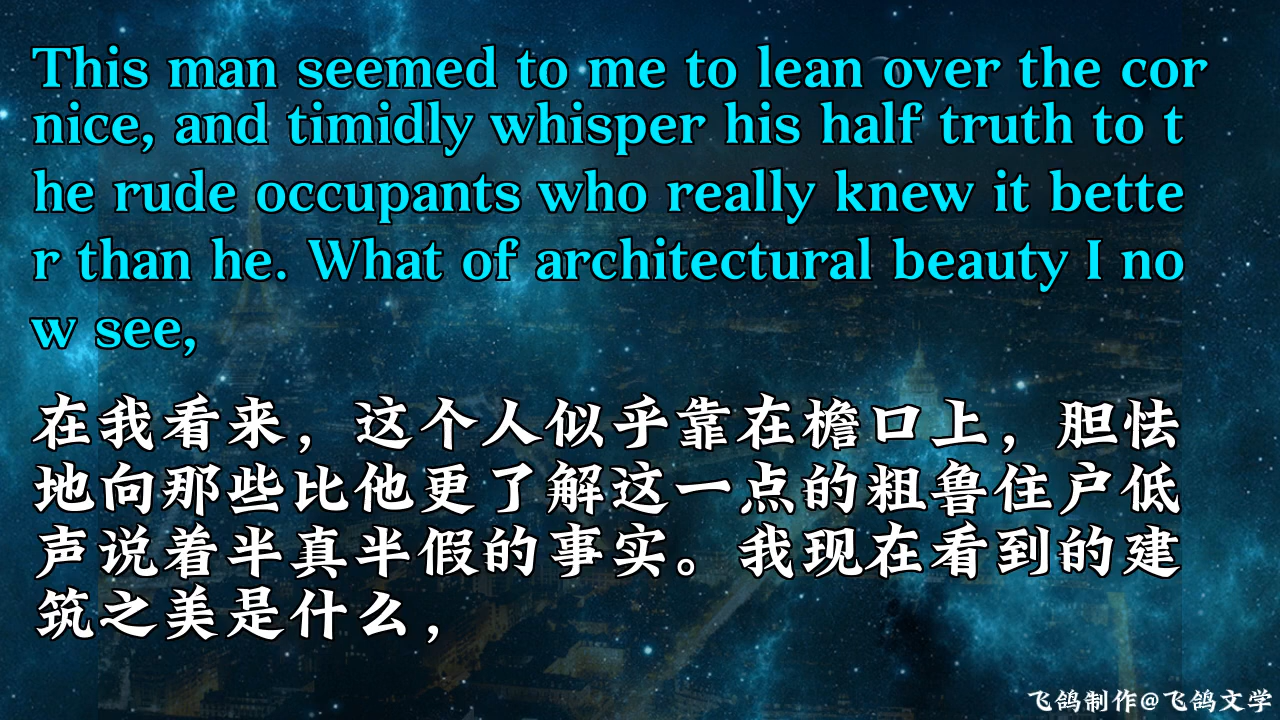 This man seemed to me to lean over the cor
nice, and timidly whisper his half truth to t
he rude occupants who really knew it bette
r than he. What of architectural beauty I no
w see,
在我看来，这个人似乎靠在檐口上，胆怯
地向那些比他更了解这一点的粗鲁住户低
声说着半真半假的事实。我现在看到的建
筑之美是什么，
飞鸽制作@飞鸽文学